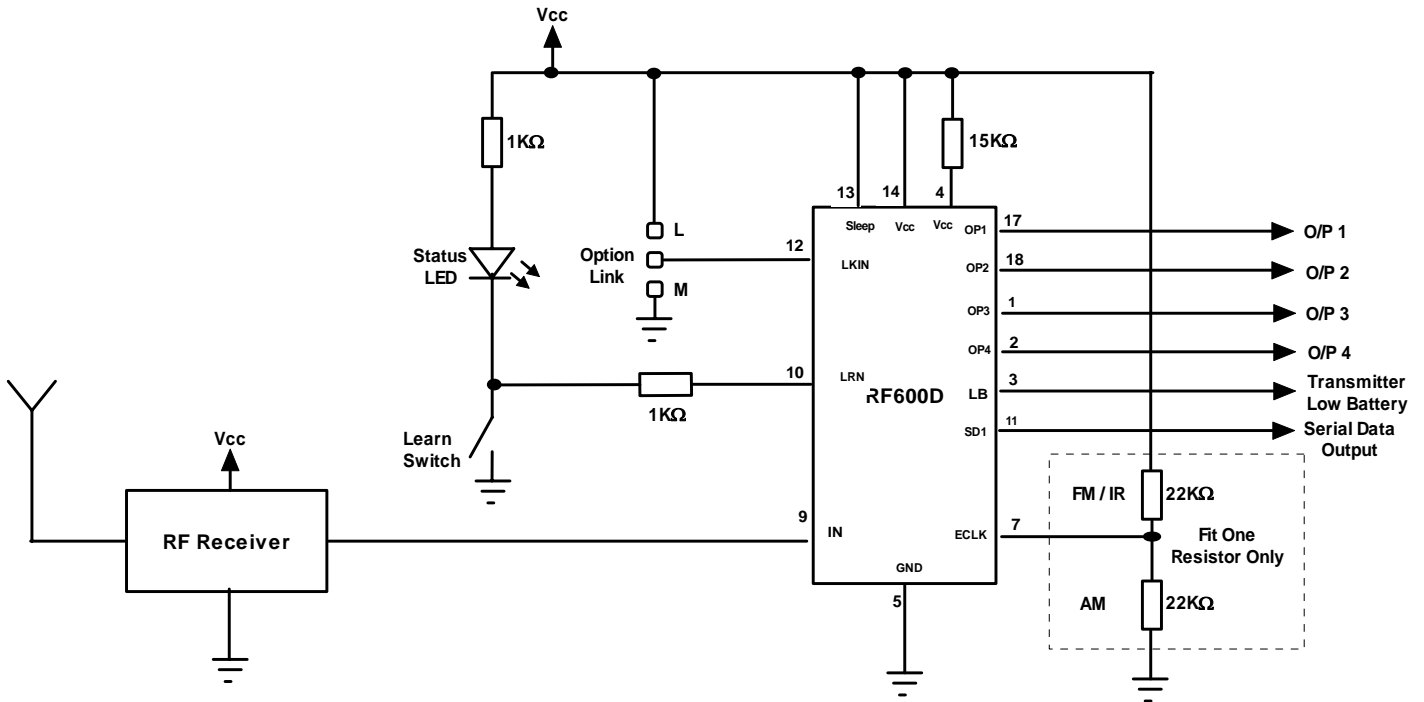 Vcc
1KΩ
15KΩ
13
14
4
Sleep
Vcc
Vcc
OP1
17
O/P 1
L
Option
Link
M
12
LKIN
OP2
18
O/P 2
Status
LED
OP3
1
O/P 3
OP4
2
O/P 4
10
LRN
RF600D
LB
3
Transmitter
Low Battery
1KΩ
SD1
11
Serial Data
Output
Learn
Switch
Vcc
RF Receiver
9
IN
ECLK
7
FM / IR
22KΩ
Fit One
Resistor Only
AM
22KΩ
GND
5